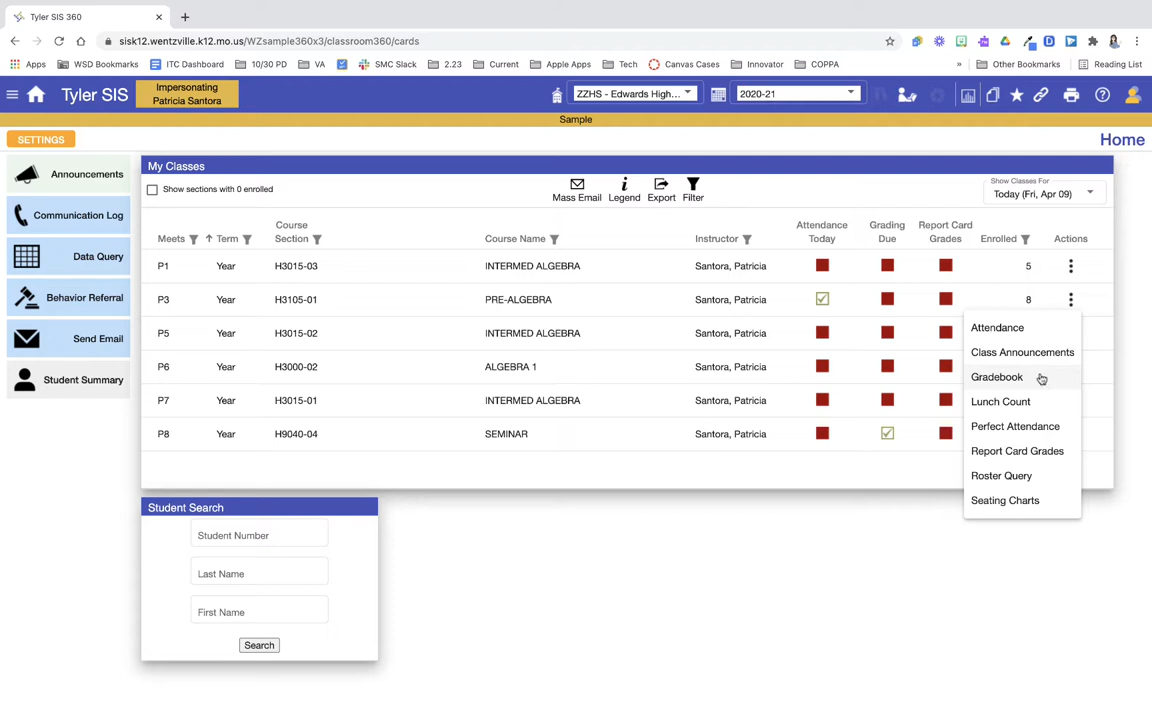 Tyler SIS 360
sisk12.wentzville.k12.mo.us/WZsample360x3/classroom360/cards
Apps WSD Bookmarks ITC Dashboard 10/30 PD VA SMC Slack 2.23 Current Apple Apps Tech Canvas Cases Innovator COPPA » Other Bookmarks Reading List
Tyler SIS Impersonating Patricia Santora ZZHS - Edwards High... 2020-21
Sample
SETTINGS Home
Announcements
Communication Log
Data Query
Behavior Referral
Send Email
Student Summary
My Classes
Show sections with 0 enrolled Mass Email Legend Export Filter Show Classes For Today (Fri, Apr 09)
Meets Term Course Section Course Name Instructor Attendance Today Grading Due Report Card Grades Enrolled Actions
P1 Year H3015-03 INTERMED ALGEBRA Santora, Patricia 5
P3 Year H3105-01 PRE-ALGEBRA Santora, Patricia 8
P5 Year H3015-02 INTERMED ALGEBRA Santora, Patricia
P6 Year H3000-02 ALGEBRA 1 Santora, Patricia
P7 Year H3015-01 INTERMED ALGEBRA Santora, Patricia
P8 Year H9040-04 SEMINAR Santora, Patricia
Attendance
Class Announcements
Gradebook
Lunch Count
Perfect Attendance
Report Card Grades
Roster Query
Seating Charts
Student Search
Student Number
Last Name
First Name
Search